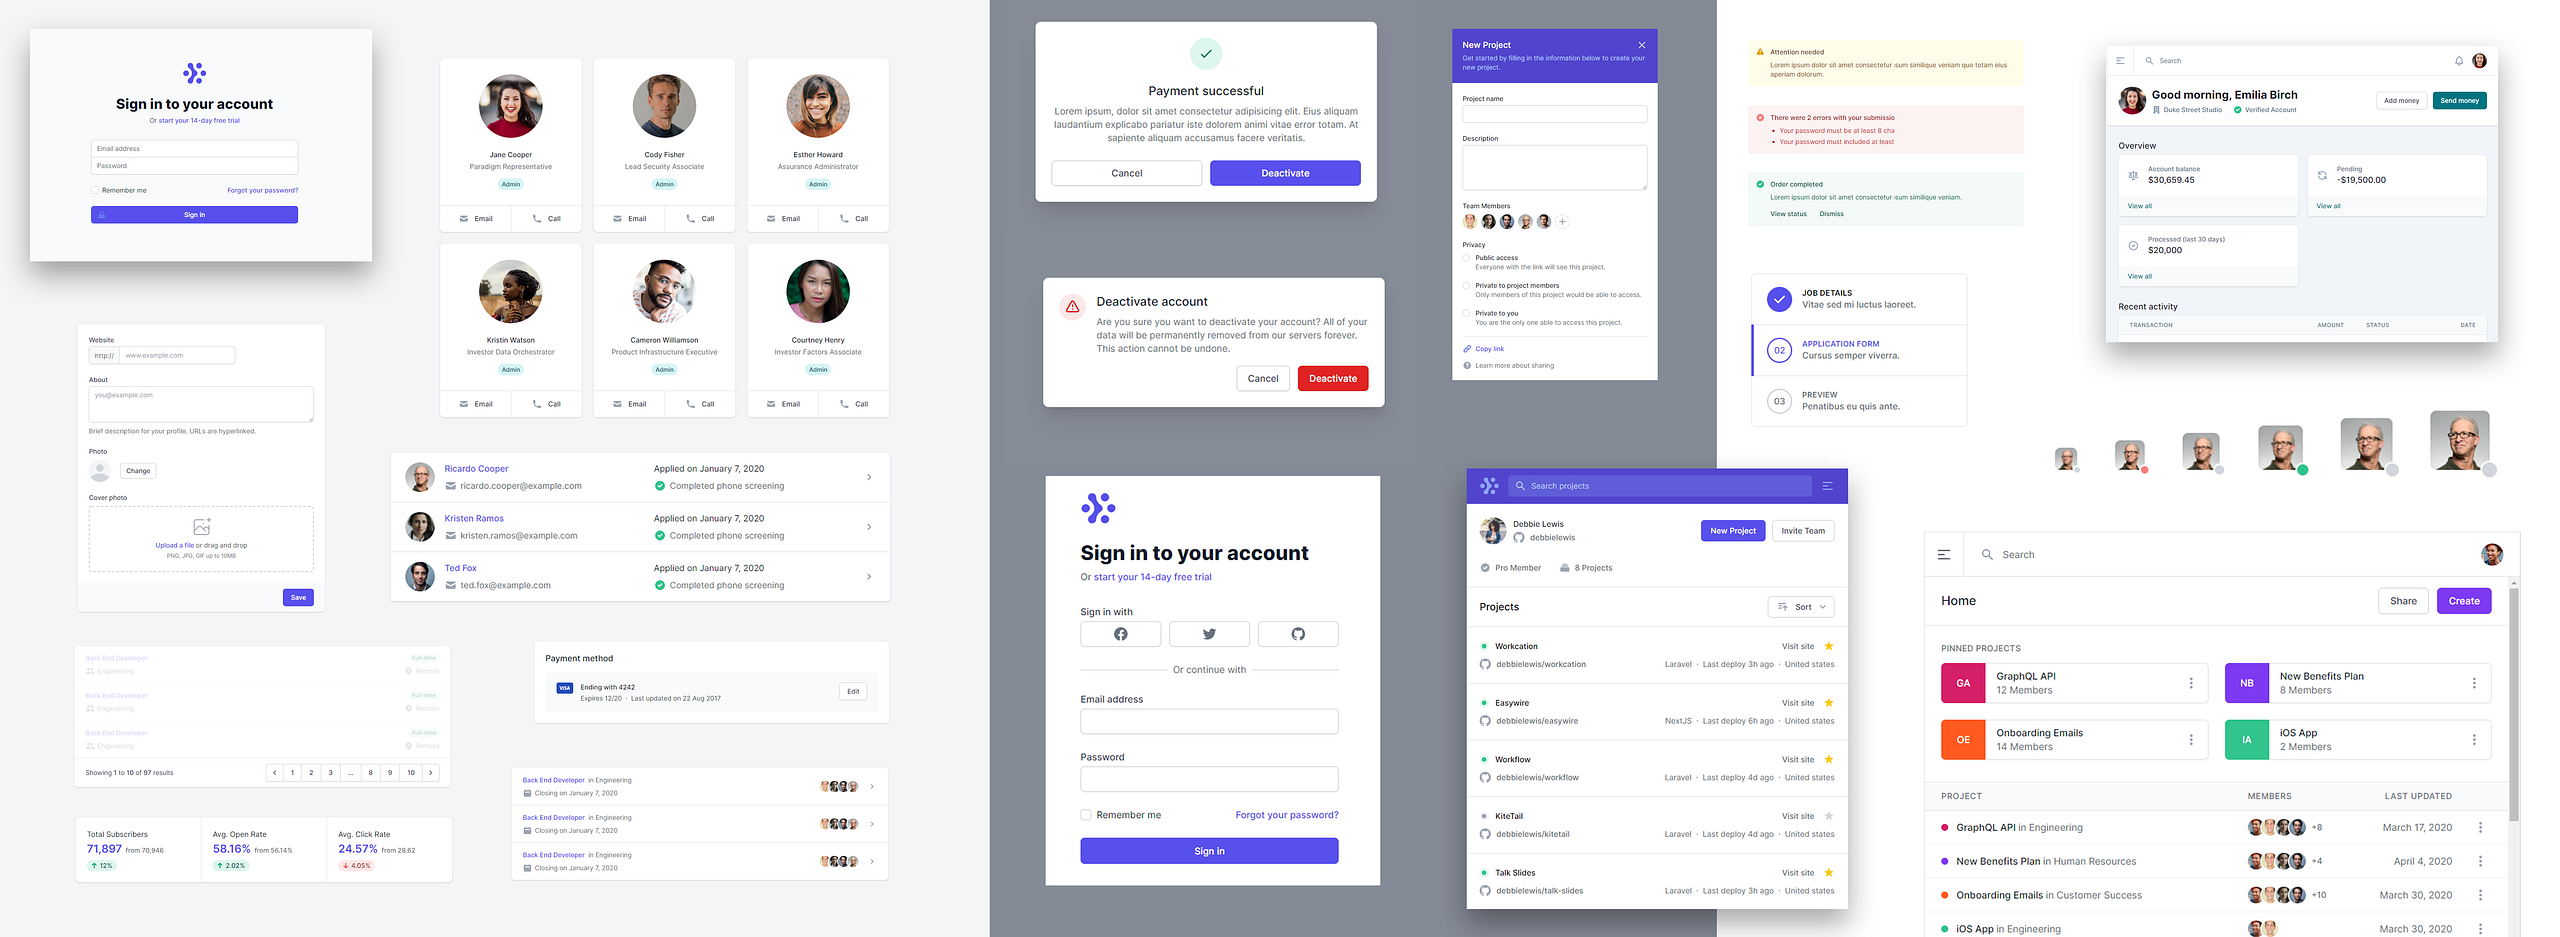 Sign in to your account
Or start your 14-day free trial
Email address
Password
Remember me
Forgot your password?
Sign in
Jane Cooper
Paradigm Representative
Admin
Email
Call
Cody Fisher
Lead Security Associate
Admin
Email
Call
Esther Howard
Assurance Administrator
Admin
Email
Call
Kristin Watson
Investor Data Orchestrator
Admin
Email
Call
Cameron Williamson
Product Infrastructure Executive
Admin
Email
Call
Courtney Henry
Investor Factors Associate
Admin
Email
Call
Website
http://
www.example.com
About
you@example.com
Brief description for your profile. URLs are hyperlinked.
Photo
Change
Cover photo
Upload a file or drag and drop
PNG, JPG, GIF up to 10MB
Save
Ricardo Cooper
ricardo.cooper@example.com
Applied on January 7, 2020
Completed phone screening
Kristen Ramos
kristen.ramos@example.com
Applied on January 7, 2020
Completed phone screening
Ted Fox
ted.fox@example.com
Applied on January 7, 2020
Completed phone screening
Back End Developer
Full-time
Engineering
Remote
Back End Developer
Full-time
Engineering
Remote
Back End Developer
Full-time
Engineering
Remote
Showing 1 to 10 of 97 results
1 2 3 ... 8 9 10
Payment method
VISA
Ending with 4242
Expires 12/20 · Last updated on 22 Aug 2017
Edit
Back End Developer in Engineering
Closing on January 7, 2020
Back End Developer in Engineering
Closing on January 7, 2020
Back End Developer in Engineering
Closing on January 7, 2020
Total Subscribers
71,897 from 70,946
12%
Avg. Open Rate
58.16% from 56.14%
2.02%
Avg. Click Rate
24.57% from 28.62
4.05%
Payment successful
Lorem ipsum, dolor sit amet consectetur adipisicing elit. Eius aliquam
laudantium explicabo pariatur iste dolorem animi vitae error totam. At
sapiente aliquam accusamus facere veritatis.
Cancel
Deactivate
Deactivate account
Are you sure you want to deactivate your account? All of your
data will be permanently removed from our servers forever.
This action cannot be undone.
Cancel
Deactivate
Sign in to your account
Or start your 14-day free trial
Sign in with
Or continue with
Email address
Password
Remember me
Forgot your password?
Sign in
New Project
Get started by filling in the information below to create your
new project.
Project name
Description
Team Members
Privacy
Public access
Everyone with the link will see this project.
Private to project members
Only members of this project would be able to access.
Private to you
You are the only one able to access this project.
Copy link
Learn more about sharing
Search projects
Debbie Lewis
debbielewis
New Project
Invite Team
Pro Member
8 Projects
Projects
Sort
Workcation
Visit site
debbielewis/workcation
Laravel · Last deploy 3h ago · United states
Easywire
Visit site
debbielewis/easywire
NextJS · Last deploy 6h ago · United states
Workflow
Visit site
debbielewis/workflow
Laravel · Last deploy 4d ago · United states
KiteTail
Visit site
debbielewis/kitetail
Laravel · Last deploy 4d ago · United states
Talk Slides
Visit site
debbielewis/talk-slides
Laravel · Last deploy 3h ago · United states
Attention needed
Lorem ipsum dolor sit amet consectetur ium similique veniam quo totam eius
aperiam dolorum.
There were 2 errors with your submissio
Your password must be at least 8 cha
Your password must included at least
Order completed
Lorem ipsum dolor sit amet consectetur ium similique veniam.
View status
Dismiss
JOB DETAILS
Vitae sed mi luctus laoreet.
02
APPLICATION FORM
Cursus semper viverra.
03
PREVIEW
Penatibus eu quis ante.
Search
Good morning, Emilia Birch
Duke Street Studio
Verified Account
Add money
Send money
Overview
Account balance
$30,659.45
View all
Pending
-$19,500.00
View all
Processed (last 30 days)
$20,000
View all
Recent activity
TRANSACTION
AMOUNT
STATUS
DATE
Search
Home
Share
Create
PINNED PROJECTS
GA
GraphQL API
12 Members
NB
New Benefits Plan
8 Members
OE
Onboarding Emails
14 Members
IA
iOS App
2 Members
PROJECT
MEMBERS
LAST UPDATED
GraphQL API in Engineering
+8
March 17, 2020
New Benefits Plan in Human Resources
+4
April 4, 2020
Onboarding Emails in Customer Success
+10
March 30, 2020
iOS App in Engineering
March 30, 2020